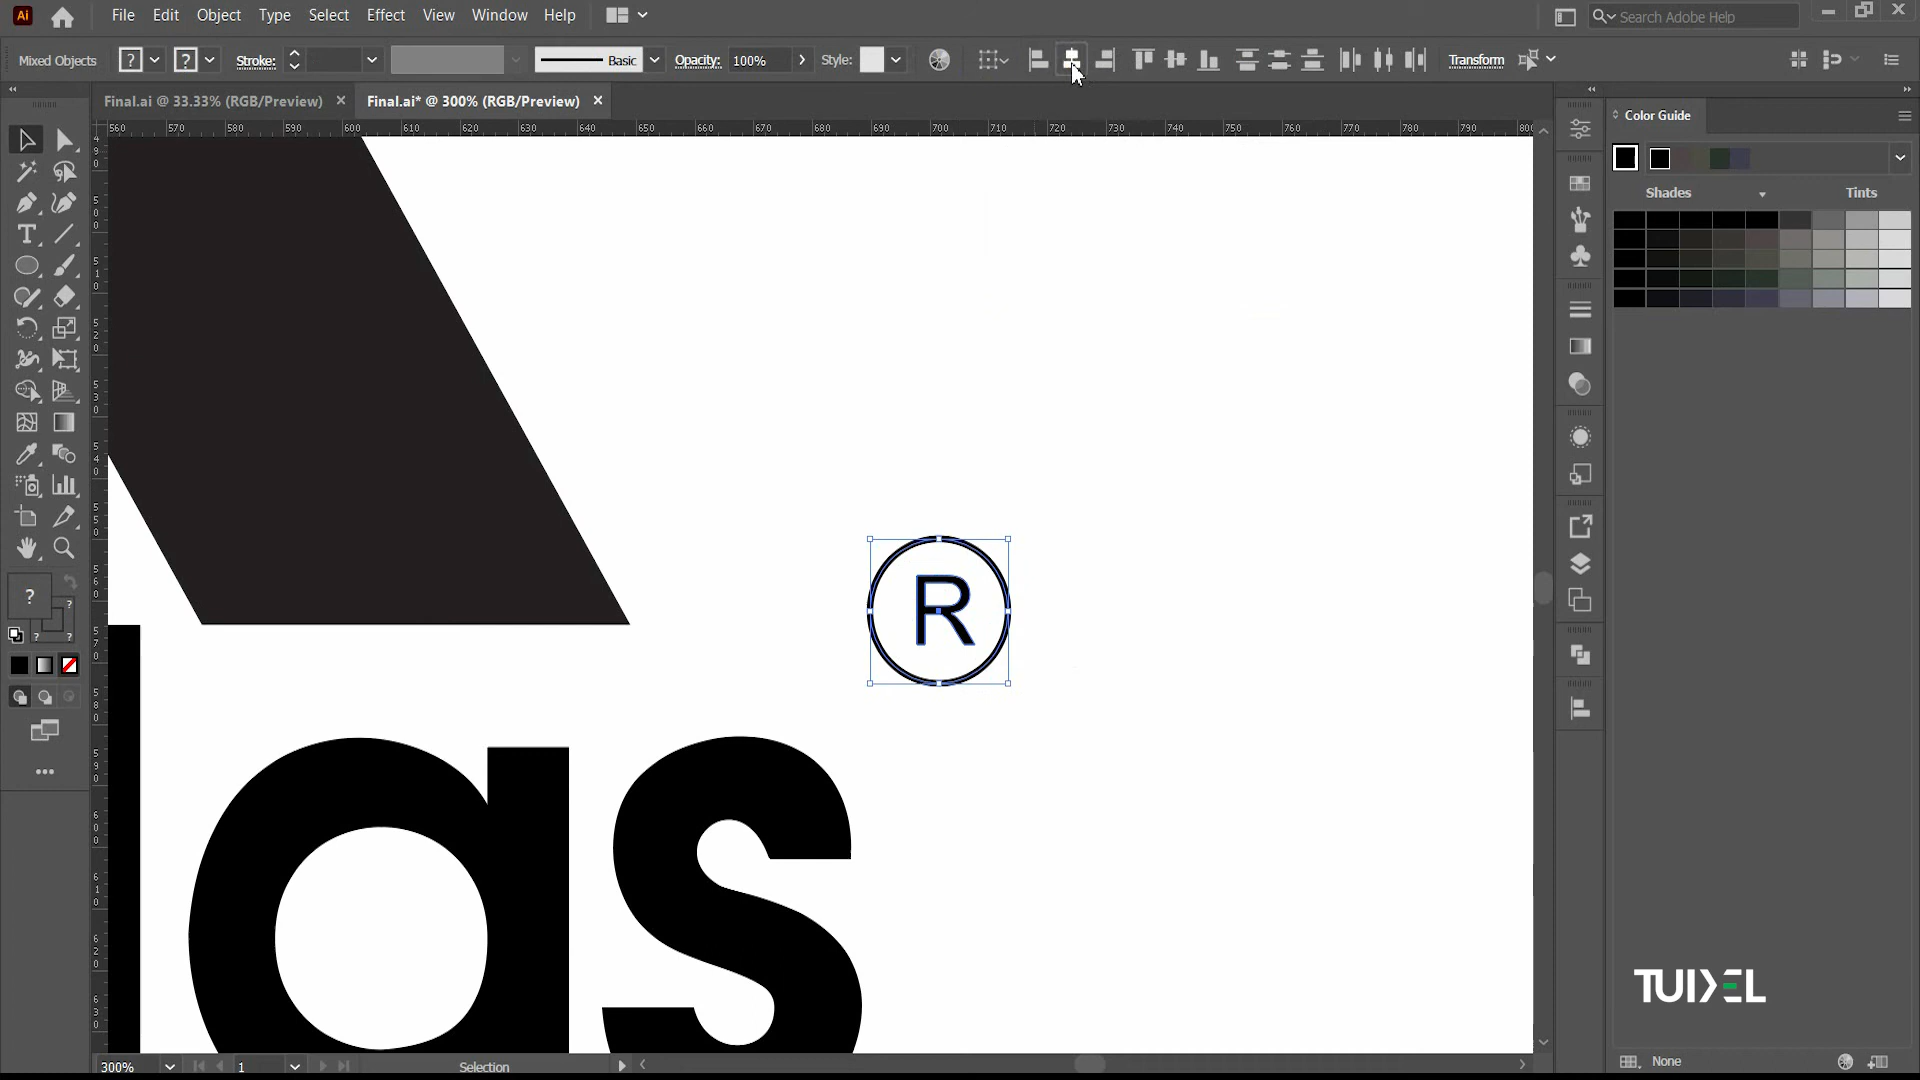 Ai File Edit Object Type Select Effect View Window Help Search Adobe Help
Mixed Objects ? ? Stroke: Basic Opacity: 100% Style: Transform
Final.ai @ 33.33% (RGB/Preview) × Final.ai* @ 300% (RGB/Preview) ×
560 570 580 590 600 610 620 630 640 650 660 670 680 690 700 710 720 730 740 750 760 770 780 790 800
Color Guide
Shades Tints
R
as
TUIXEL
300% 1 Selection
None